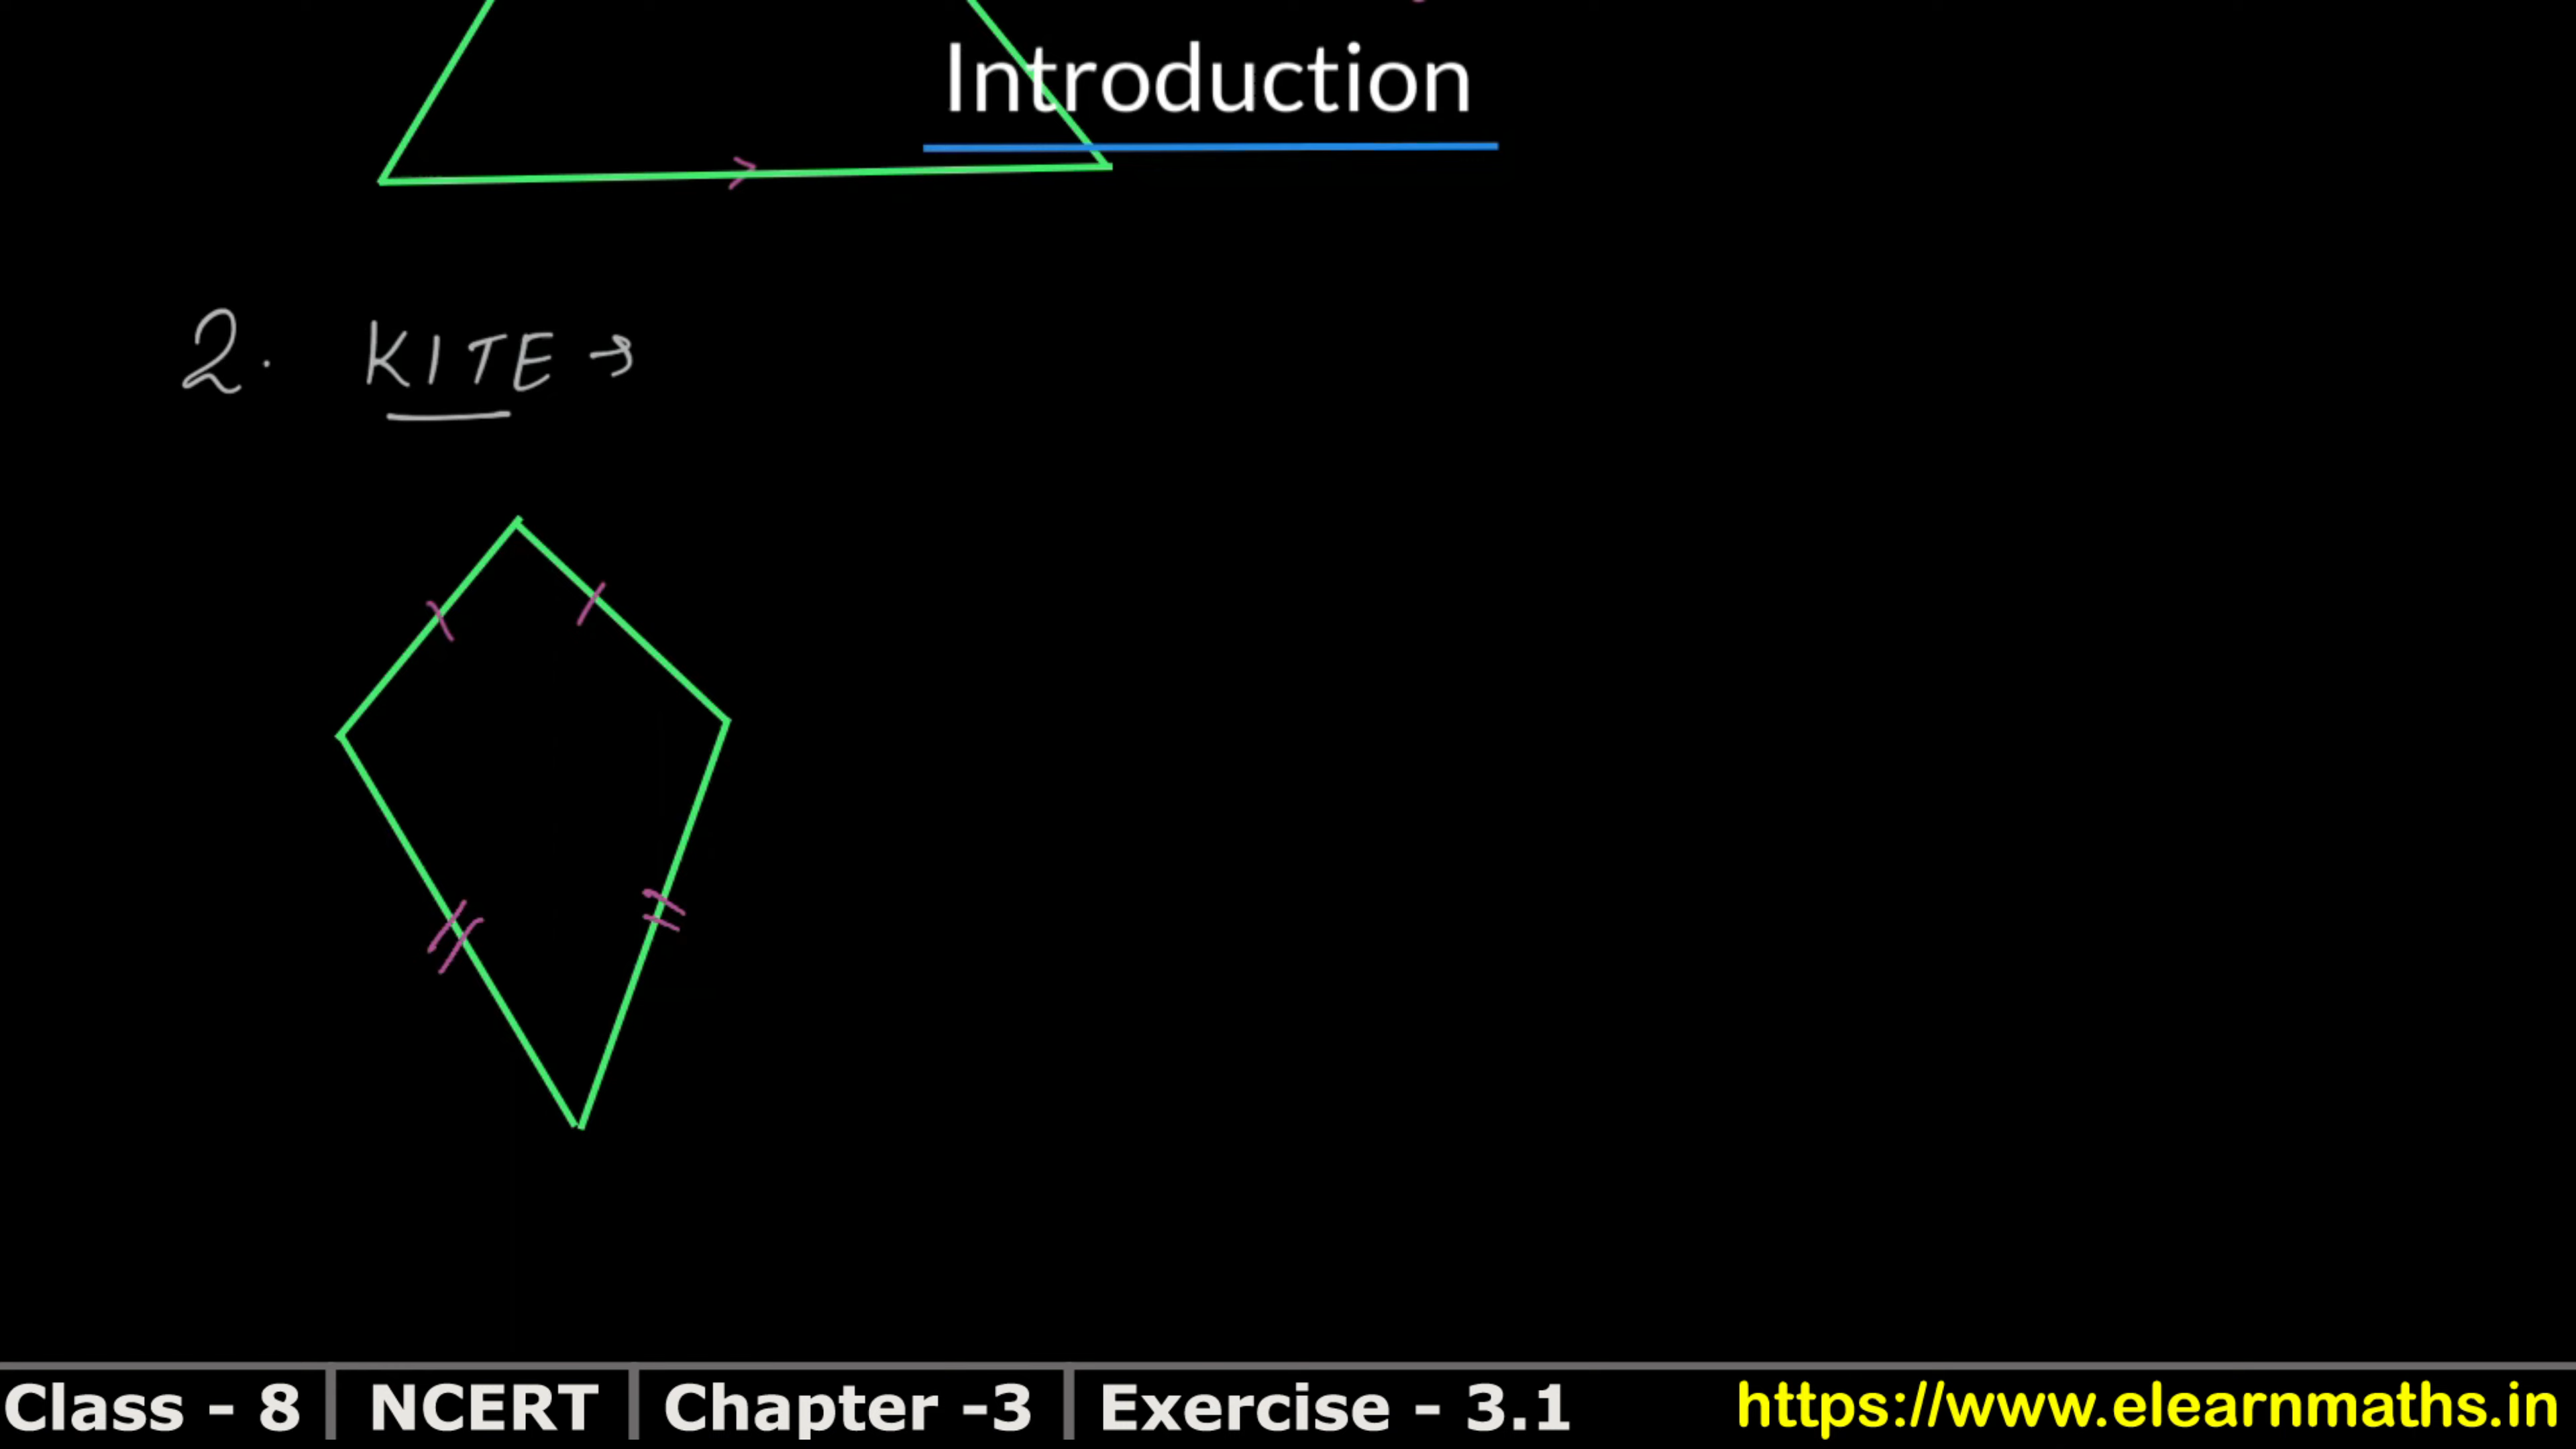 Introduction
2. KITE →
Class - 8 | NCERT | Chapter -3 | Exercise - 3.1 https://www.elearnmaths.in